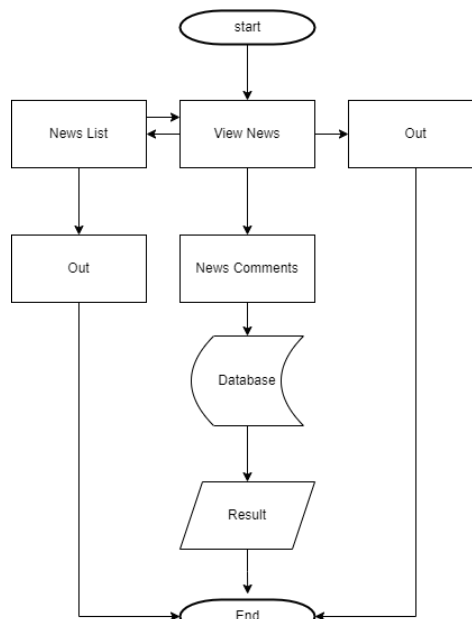 start
News List
View News
Out
Out
News Comments
Database
Result
End